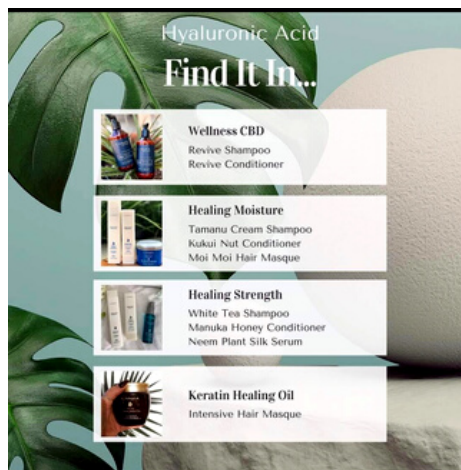 Hyaluronic Acid
Find It In...
Wellness CBD
Revive Shampoo
Revive Conditioner
Healing Moisture
Tamanu Cream Shampoo
Kukui Nut Conditioner
Moi Moi Hair Masque
Healing Strength
White Tea Shampoo
Manuka Honey Conditioner
Neem Plant Silk Serum
Keratin Healing Oil
Intensive Hair Masque